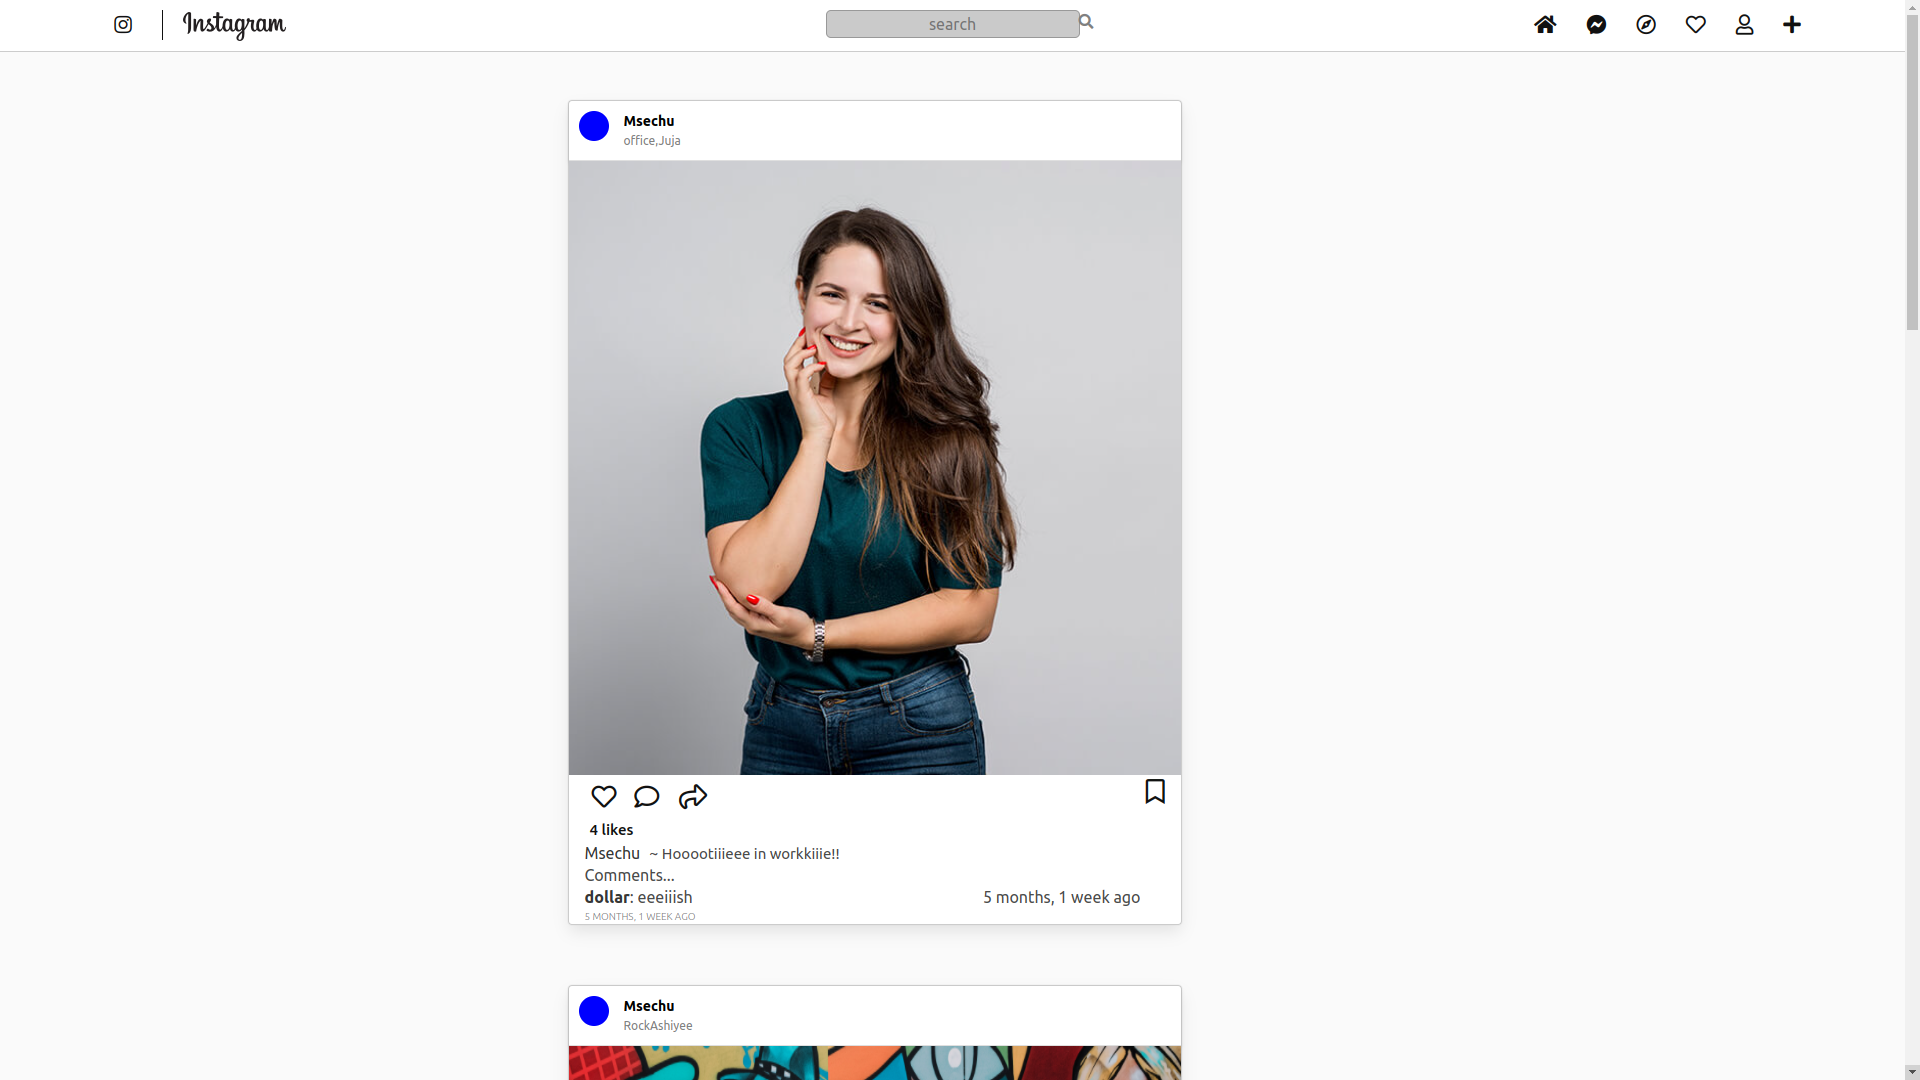 Instagram
search
Msechu
office,Juja
4 likes
Msechu ~ Hooootiiieee in workkiiie!!
Comments...
dollar: eeeiiish 5 months, 1 week ago
5 MONTHS, 1 WEEK AGO
Msechu
RockAshiyee